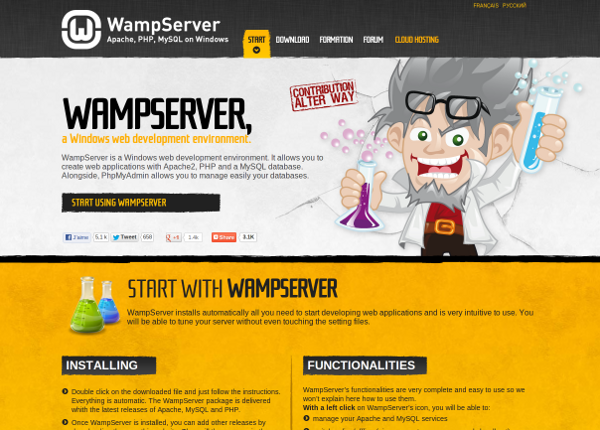 FRANÇAIS РУССКИЙ
WampServer
Apache, PHP, MySQL on Windows
START DOWNLOAD FORMATION FORUM CLOUD HOSTING
CONTRIBUTION
ALTER WAY
WAMPSERVER,
a Windows web development environment.
WampServer is a Windows web development environment. It allows you to
create web applications with Apache2, PHP and a MySQL database.
Alongside, PhpMyAdmin allows you to manage easily your databases.
START USING WAMPSERVER
J'aime 5,1 k Tweet 658 +1 1.4k Share 3.1K
START WITH WAMPSERVER
WampServer installs automatically all you need to start developing web applications and is very intuitive to use. You
will be able to tune your server without even touching the setting files.
INSTALLING
Double click on the downloaded file and just follow the instructions.
Everything is automatic. The WampServer package is delivered
whith the latest releases of Apache, MySQL and PHP.
Once WampServer is installed, you can add other releases by
FUNCTIONALITIES
WampServer's functionalities are very complete and easy to use so we
won't explain here how to use them.
With a left click on WampServer's icon, you will be able to:
manage your Apache and MySQL services